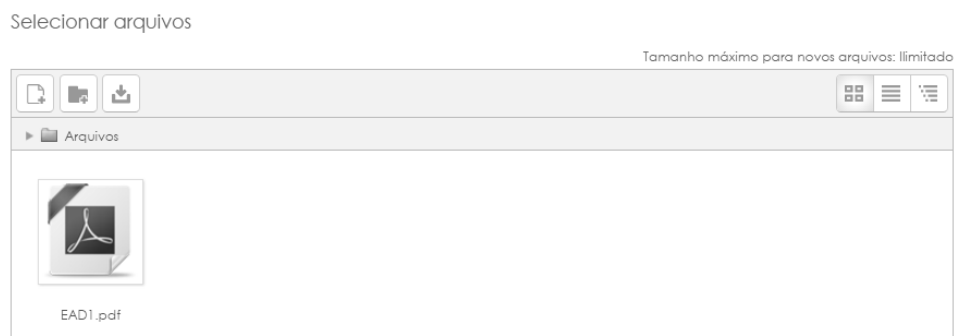 Selecionar arquivos
Tamanho máximo para novos arquivos: Ilimitado
Arquivos
EAD1.pdf